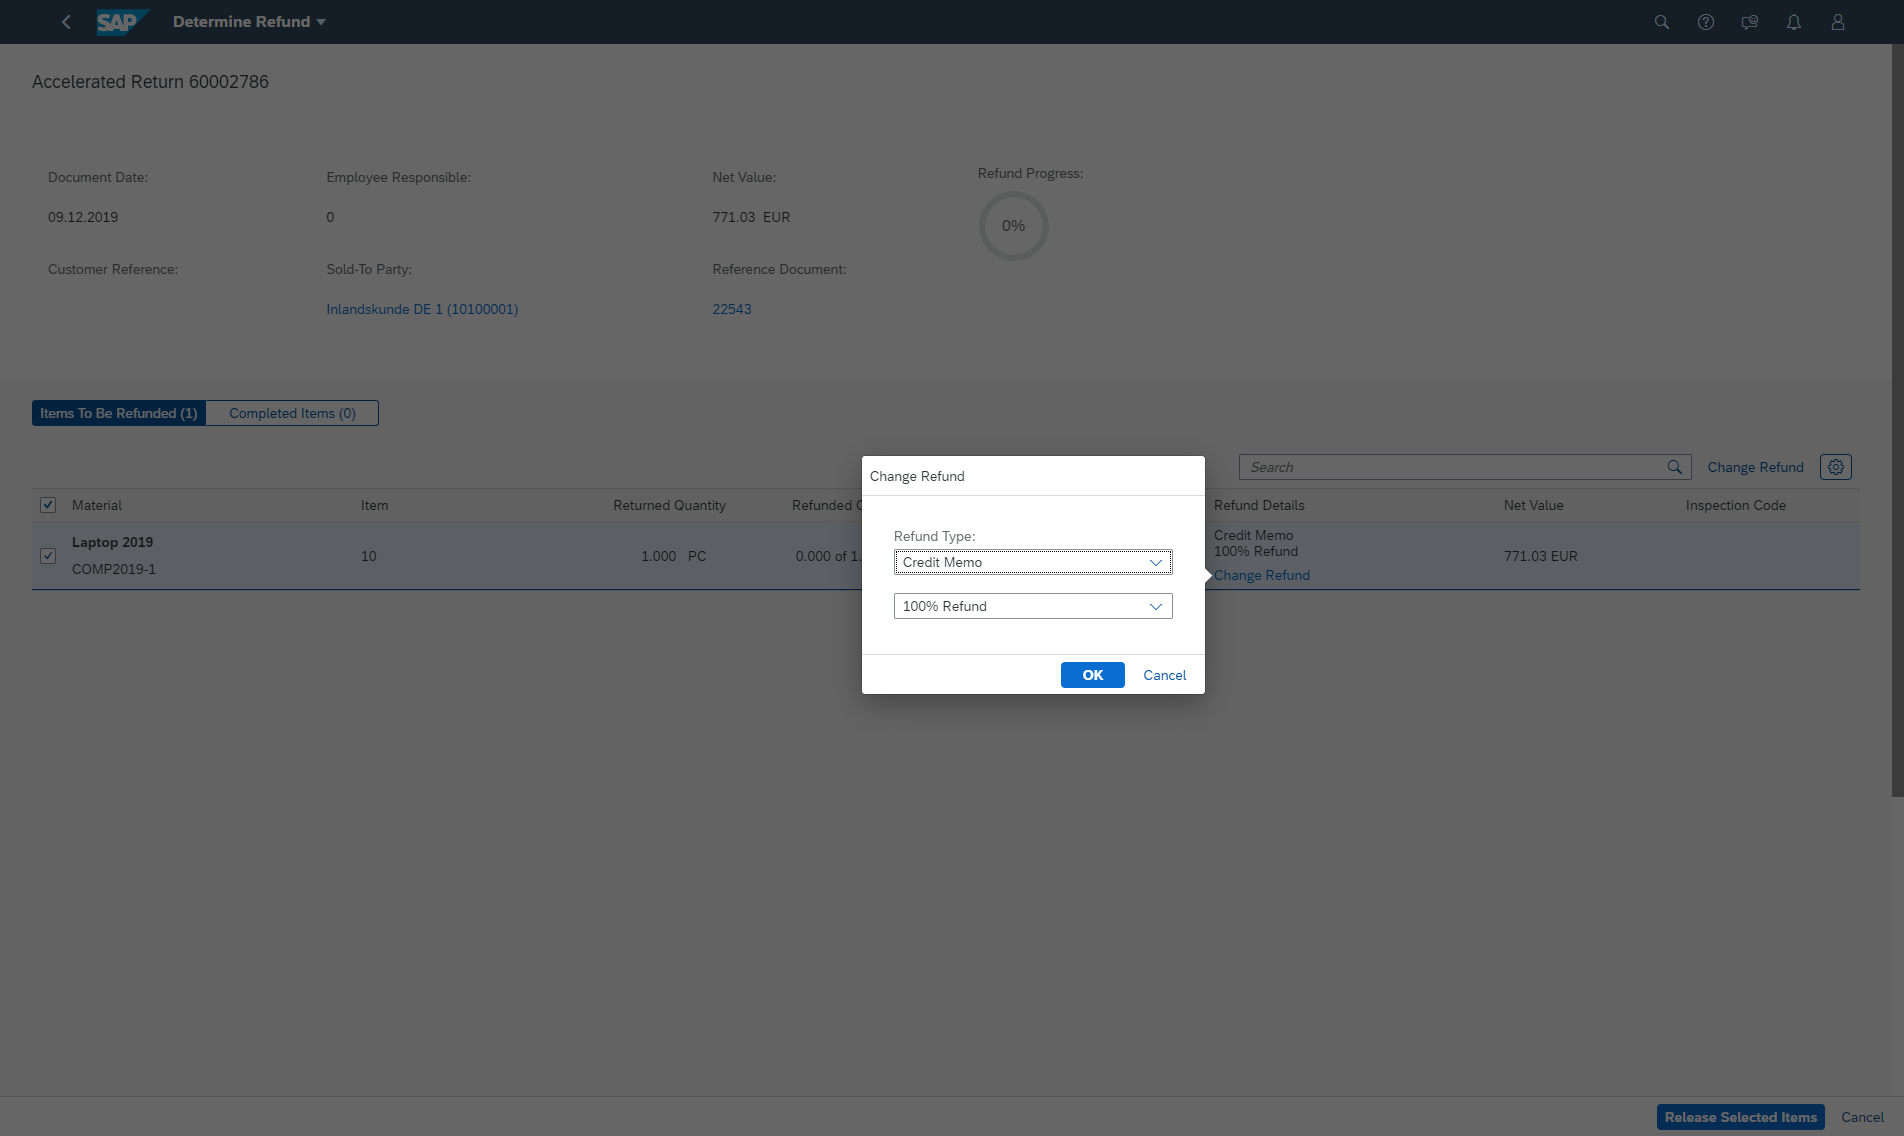 SAP Determine Refund
Accelerated Return 60002786
Document Date:
09.12.2019
Employee Responsible:
0
Net Value:
771.03 EUR
Refund Progress:
0%
Customer Reference:
Sold-To Party:
Inlandskunde DE 1 (10100001)
Reference Document:
22543
Items To Be Refunded (1)
Completed Items (0)
Search
Change Refund
Material
Item
Returned Quantity
Refunded
Refund Details
Net Value
Inspection Code
Laptop 2019
COMP2019-1
10
1.000 PC
0.000 of 1.
Credit Memo
100% Refund
Change Refund
771.03 EUR
Change Refund
Refund Type:
Credit Memo
100% Refund
OK
Cancel
Release Selected Items
Cancel